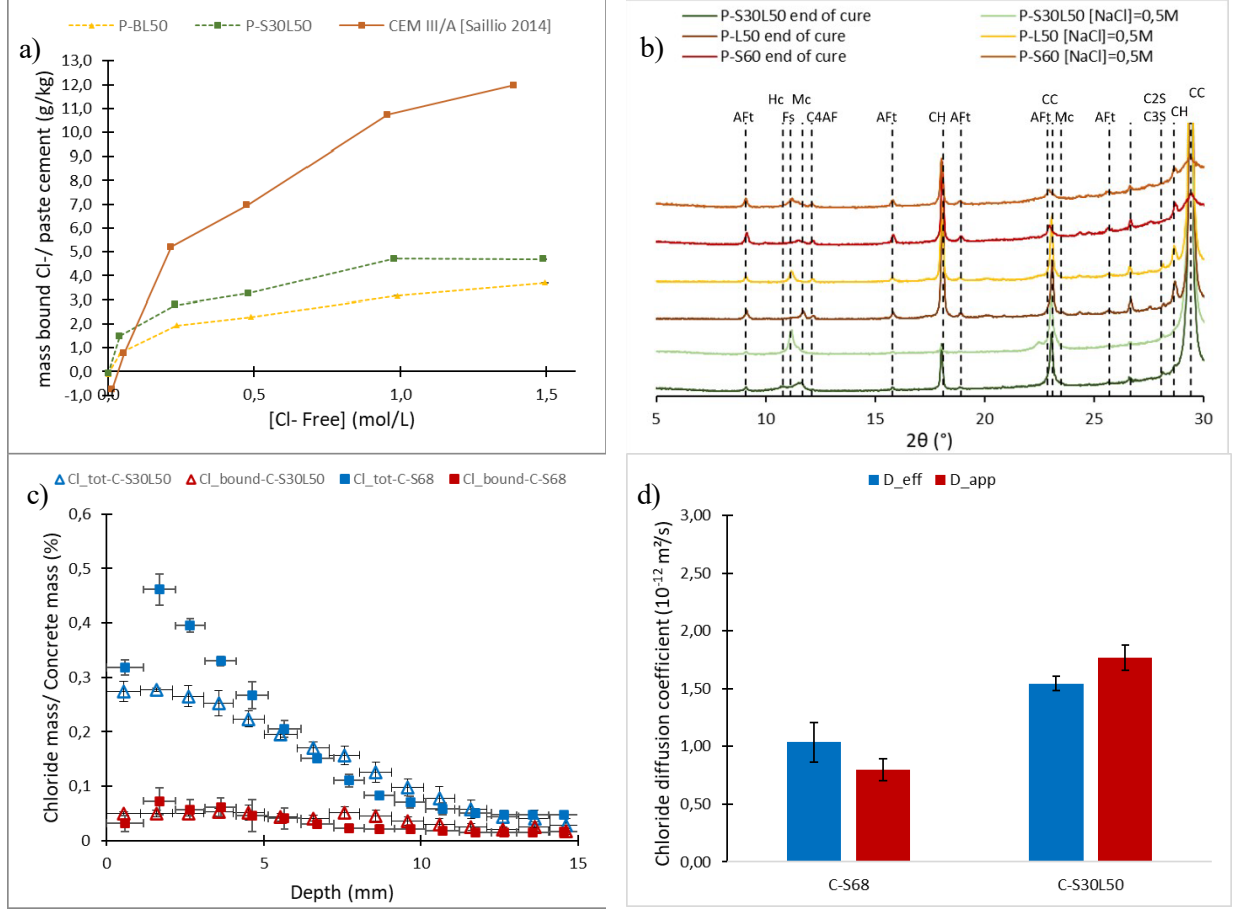 a)
P-BL50 P-S30L50 CEM III/A [Saillio 2014]
mass bound Cl-/ paste cement (g/kg)
13,0
12,0
11,0
10,0
9,0
8,0
7,0
6,0
5,0
4,0
3,0
2,0
1,0
0,0
-1,0
0,0 0,5 1,0 1,5
[Cl- Free] (mol/L)
b)
P-S30L50 end of cure P-S30L50 [NaCl]=0,5M
P-L50 end of cure P-L50 [NaCl]=0,5M
P-S60 end of cure P-S60 [NaCl]=0,5M
Hc Mc CC C2S CC
AFt Fs C4AF AFt CH AFt AFt Mc AFt C3S CH
5 10 15 20 25 30
2θ (°)
c)
Cl_tot-C-S30L50 Cl_bound-C-S30L50 Cl_tot-C-S68 Cl_bound-C-S68
Chloride mass/ Concrete mass (%)
0,6
0,5
0,4
0,3
0,2
0,1
0
0 5 10 15
Depth (mm)
d)
D_eff D_app
Chloride diffusion coefficient (10⁻¹² m²/s)
3,00
2,50
2,00
1,50
1,00
0,50
0,00
C-S68 C-S30L50